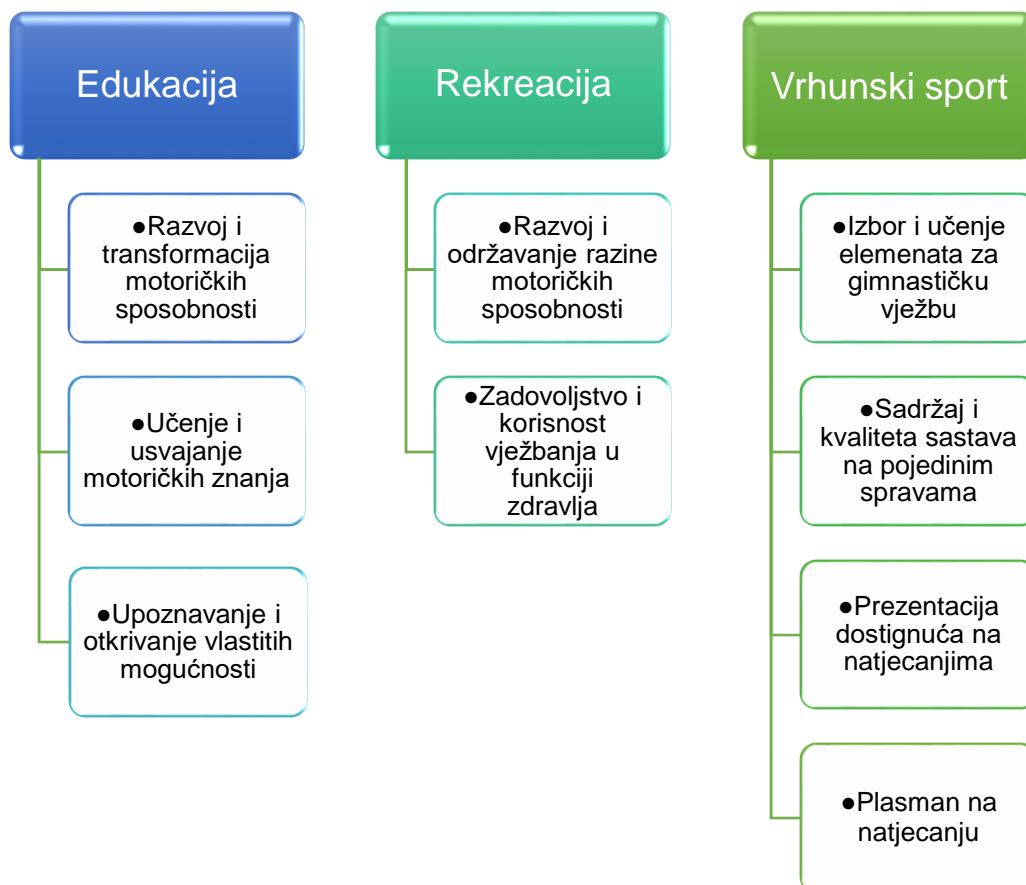 Edukacija
●Razvoj i
transformacija
motoričkih
sposobnosti
●Učenje i
usvajanje
motoričkih znanja
●Upoznavanje i
otkrivanje vlastitih
mogućnosti
Rekreacija
●Razvoj i
održavanje razine
motoričkih
sposobnosti
●Zadovoljstvo i
korisnost
vježbanja u
funkciji
zdravlja
Vrhunski sport
●Izbor i učenje
elemenata za
gimnastičku
vježbu
●Sadržaj i
kvaliteta sastava
na pojedinim
spravama
●Prezentacija
dostignuća na
natjecanjima
●Plasman na
natjecanju